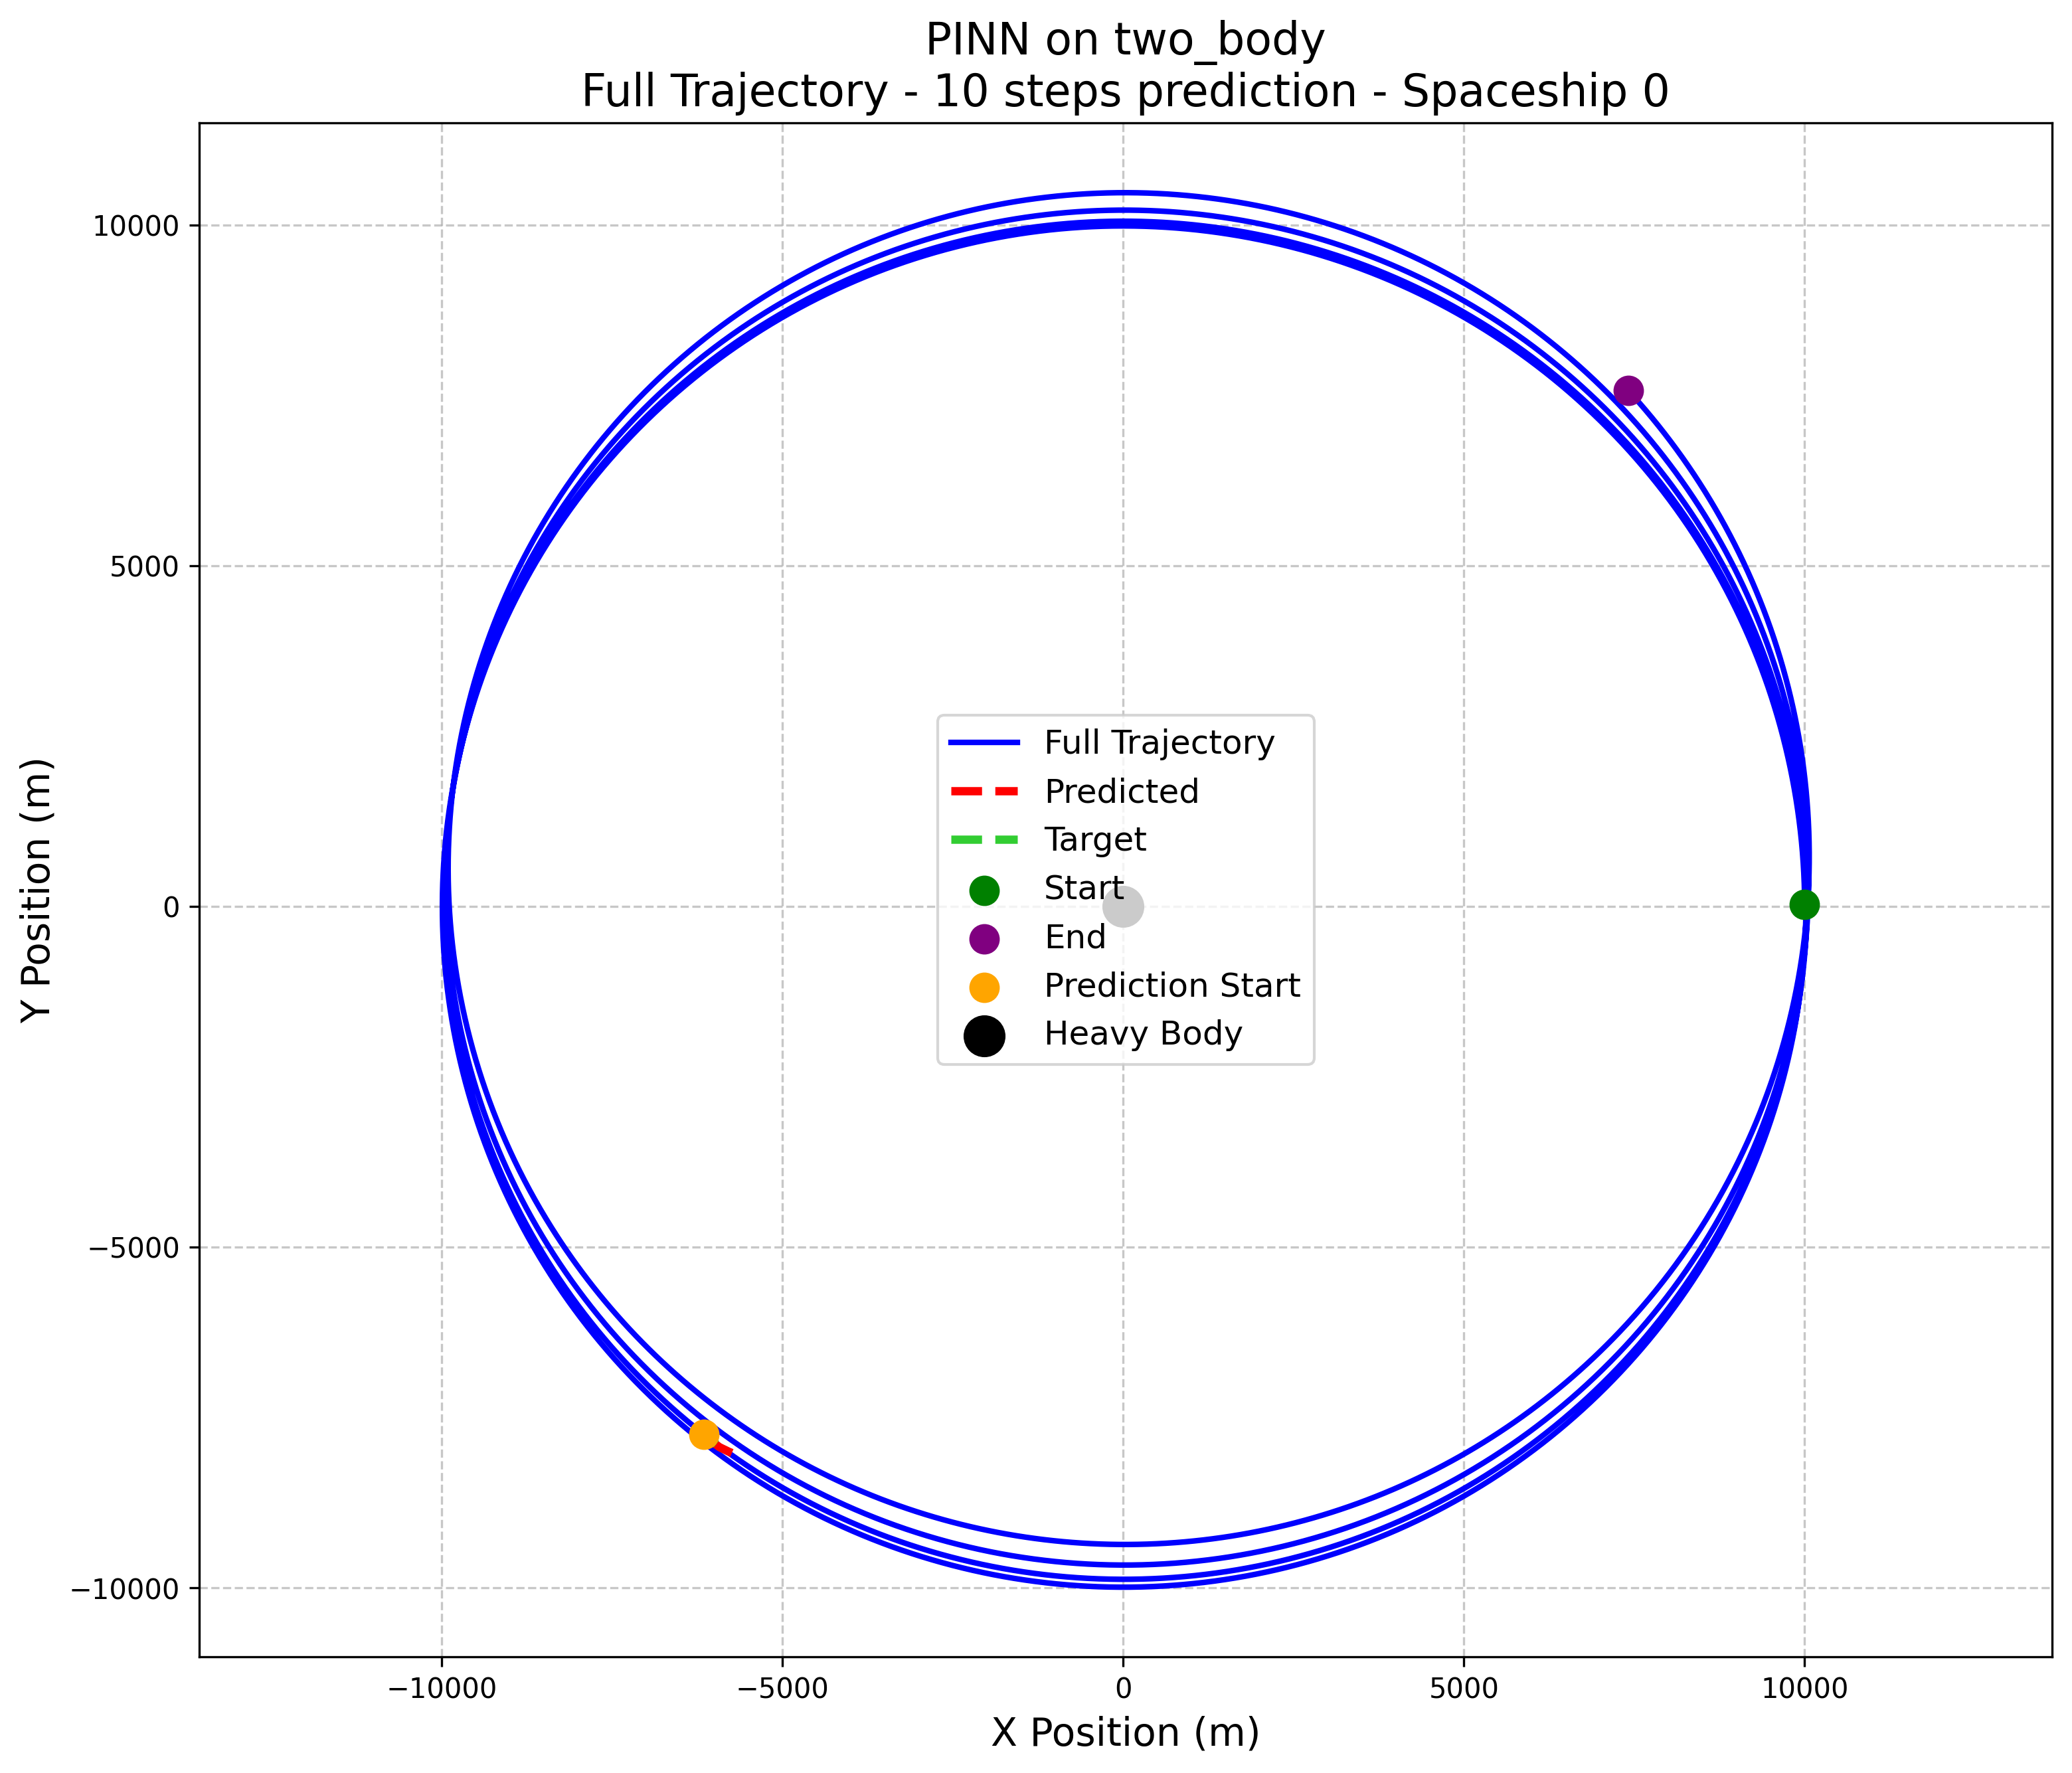 PINN on two_body
Full Trajectory - 10 steps prediction - Spaceship 0
10000
5000
0
−5000
−10000
Y Position (m)
Full Trajectory
Predicted
Target
Start
End
Prediction Start
Heavy Body
−10000
−5000
0
5000
10000
X Position (m)